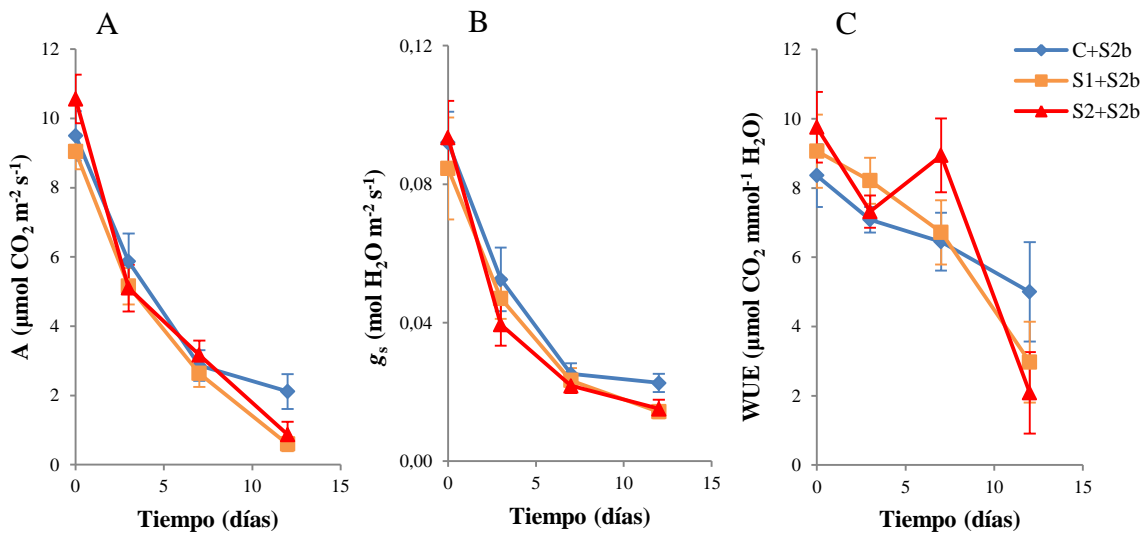 A
A (µmol CO₂ m⁻² s⁻¹)
12
10
8
6
4
2
0
0 5 10 15
Tiempo (días)
B
gₛ (mol H₂O m⁻² s⁻¹)
0,12
0,08
0,04
0,00
0 5 10 15
Tiempo (días)
C
WUE (µmol CO₂ mmol⁻¹ H₂O)
12
10
8
6
4
2
0
0 5 10 15
Tiempo (días)
C+S2b
S1+S2b
S2+S2b